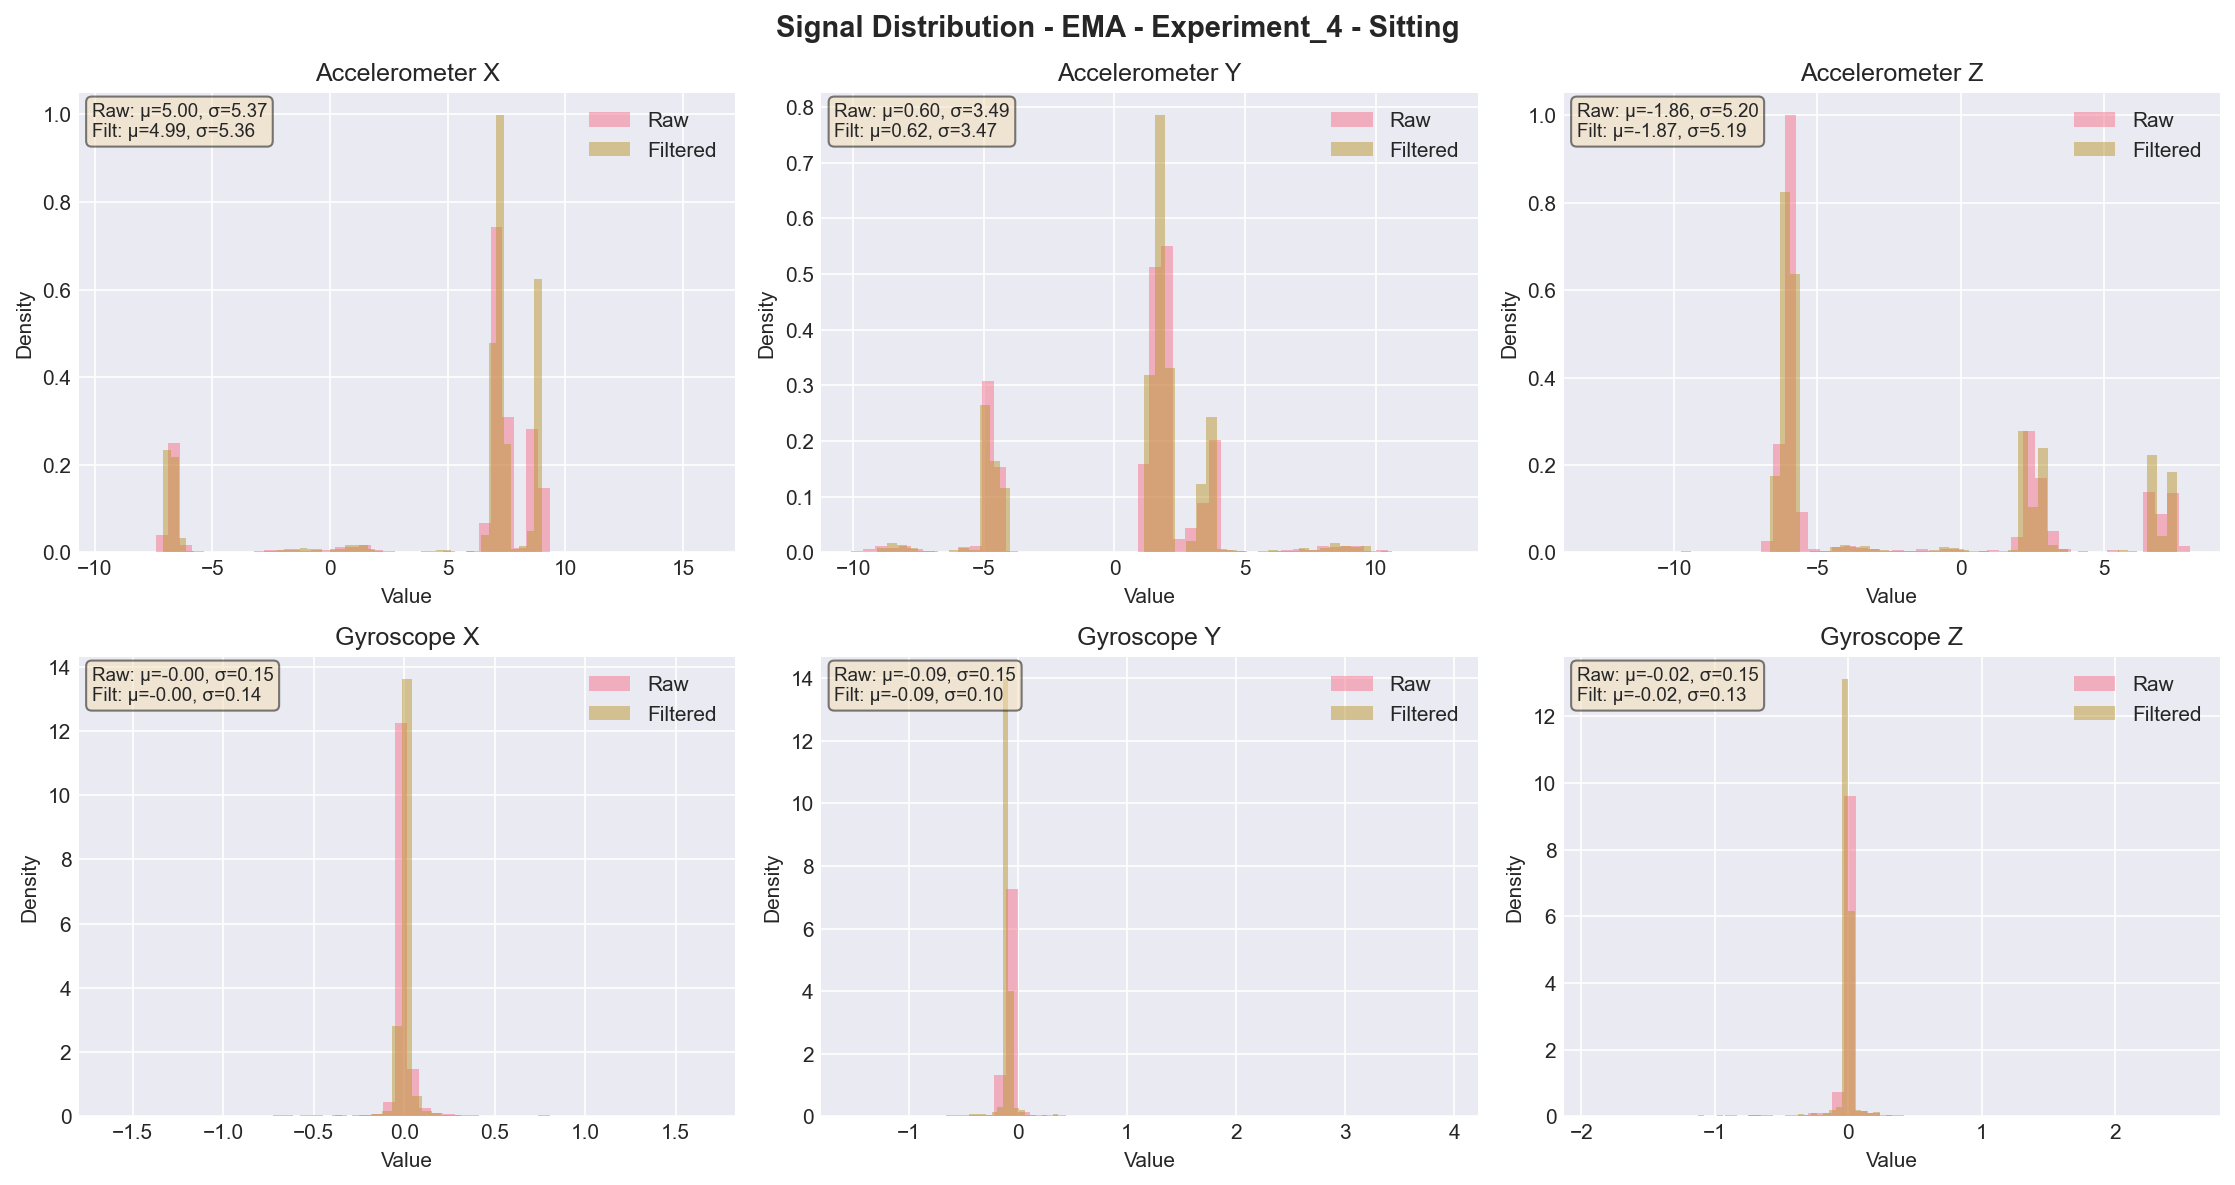 Signal Distribution - EMA - Experiment_4 - Sitting
Accelerometer X
Raw: μ=5.00, σ=5.37
Filt: μ=4.99, σ=5.36
Raw
Filtered
Density
1.0
0.8
0.6
0.4
0.2
0.0
−10
−5
0
5
10
15
Value
Accelerometer Y
Raw: μ=0.60, σ=3.49
Filt: μ=0.62, σ=3.47
Raw
Filtered
Density
0.8
0.7
0.6
0.5
0.4
0.3
0.2
0.1
0.0
−10
−5
0
5
10
Value
Accelerometer Z
Raw: μ=-1.86, σ=5.20
Filt: μ=-1.87, σ=5.19
Raw
Filtered
Density
1.0
0.8
0.6
0.4
0.2
0.0
−10
−5
0
5
Value
Gyroscope X
Raw: μ=-0.00, σ=0.15
Filt: μ=-0.00, σ=0.14
Raw
Filtered
Density
14
12
10
8
6
4
2
0
−1.5
−1.0
−0.5
0.0
0.5
1.0
1.5
Value
Gyroscope Y
Raw: μ=-0.09, σ=0.15
Filt: μ=-0.09, σ=0.10
Raw
Filtered
Density
14
12
10
8
6
4
2
0
−1
0
1
2
3
4
Value
Gyroscope Z
Raw: μ=-0.02, σ=0.15
Filt: μ=-0.02, σ=0.13
Raw
Filtered
Density
12
10
8
6
4
2
0
−2
−1
0
1
2
Value